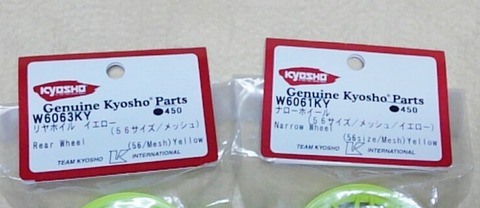 KYOSHO
Genuine Kyosho® Parts
W6063KY ●450
リヤホイル イエロー
(56サイズ/メッシュ)
Rear Wheel (56/Mesh)Yellow
TEAM KYOSHO K INTERNATIONAL
KYOSHO
Genuine Kyosho® Parts
W6061KY ●450
ナローホイール
(56サイズ/メッシュ/イエロー)
Narrow Wheel (56size/Mesh)Yellow
TEAM KYOSHO K INTERNATIONAL